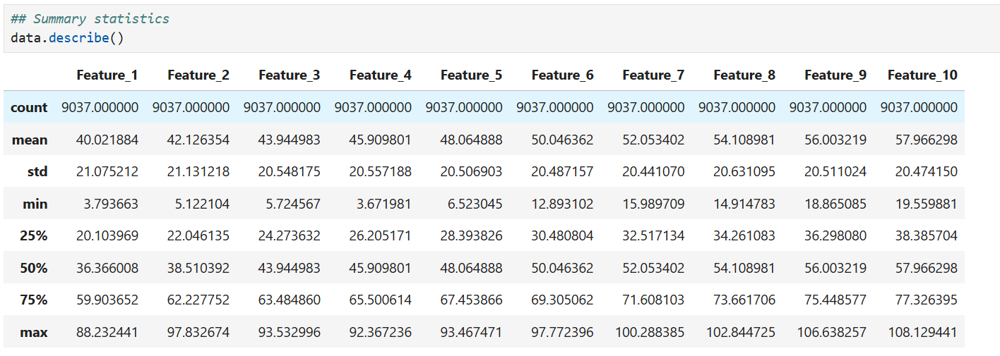 ## Summary statistics
data.describe()
Feature_1 Feature_2 Feature_3 Feature_4 Feature_5 Feature_6 Feature_7 Feature_8 Feature_9 Feature_10
count 9037.000000 9037.000000 9037.000000 9037.000000 9037.000000 9037.000000 9037.000000 9037.000000 9037.000000 9037.000000
mean 40.021884 42.126354 43.944983 45.909801 48.064888 50.046362 52.053402 54.108981 56.003219 57.966298
std 21.075212 21.131218 20.548175 20.557188 20.506903 20.487157 20.441070 20.631095 20.511024 20.474150
min 3.793663 5.122104 5.724567 3.671981 6.523045 12.893102 15.989709 14.914783 18.865085 19.559881
25% 20.103969 22.046135 24.273632 26.205171 28.393826 30.480804 32.517134 34.261083 36.298080 38.385704
50% 36.366008 38.510392 43.944983 45.909801 48.064888 50.046362 52.053402 54.108981 56.003219 57.966298
75% 59.903652 62.227752 63.484860 65.500614 67.453866 69.305062 71.608103 73.661706 75.448577 77.326395
max 88.232441 97.832674 93.532996 92.367236 93.467471 97.772396 100.288385 102.844725 106.638257 108.129441